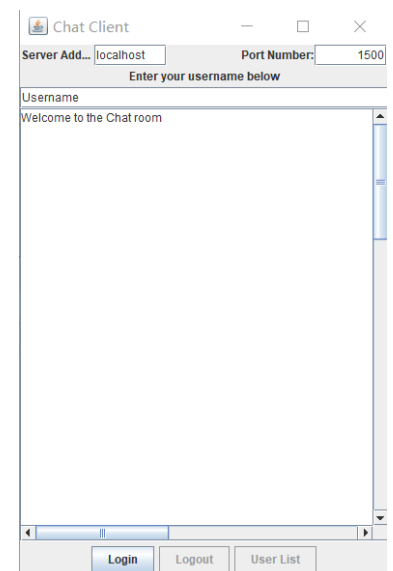 Chat Client
Server Add... localhost Port Number: 1500
Enter your username below
Username
Welcome to the Chat room
Login Logout User List